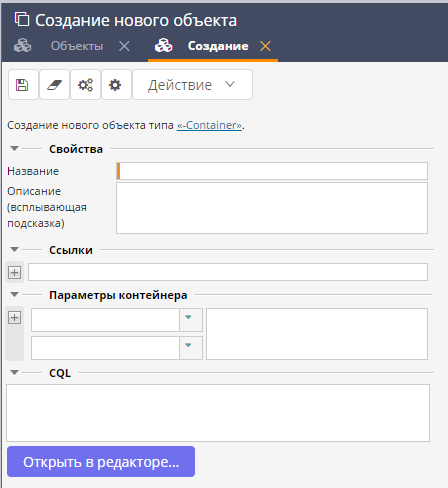 Создание нового объекта
Объекты
Создание
Действие
Создание нового объекта типа «-Container».
Свойства
Название
Описание
(всплывающая
подсказка)
Ссылки
Параметры контейнера
CQL
Открыть в редакторе...